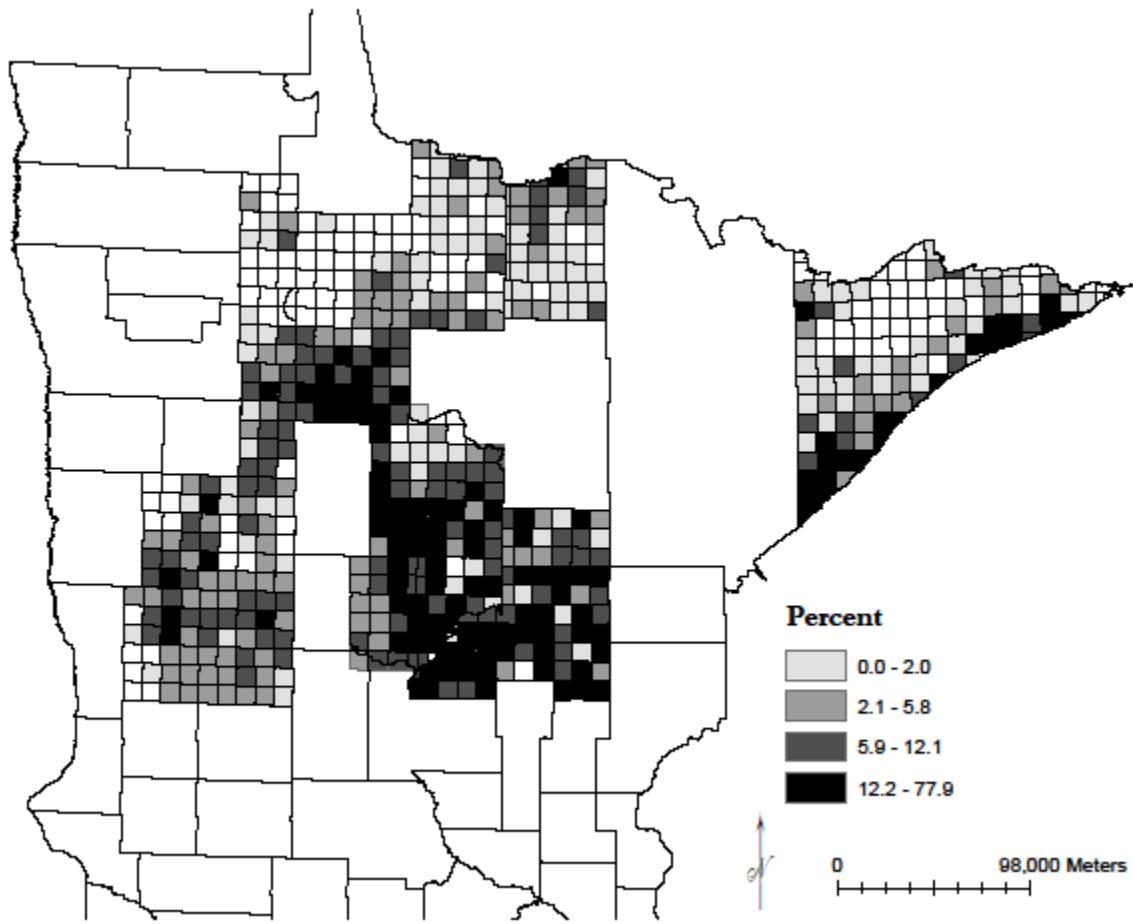 Percent
0.0 - 2.0
2.1 - 5.8
5.9 - 12.1
12.2 - 77.9
N
0 98,000 Meters